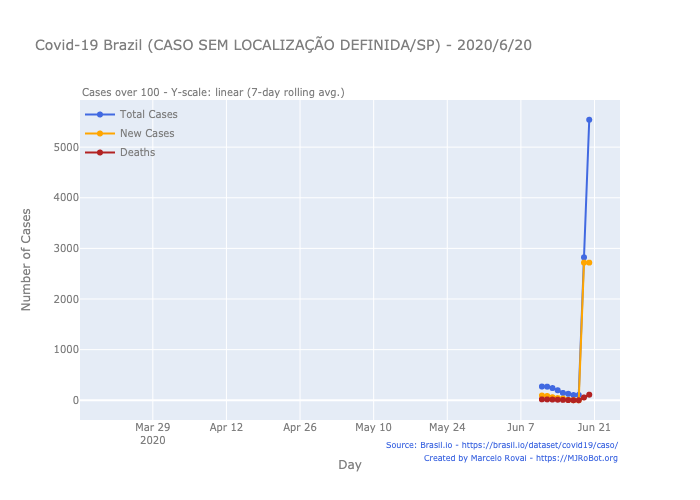 Covid-19 Brazil (CASO SEM LOCALIZAÇÃO DEFINIDA/SP) - 2020/6/20
Cases over 100 - Y-scale: linear (7-day rolling avg.)
Total Cases
New Cases
Deaths
5000
4000
3000
2000
1000
0
Number of Cases
Mar 29
2020
Apr 12
Apr 26
May 10
May 24
Jun 7
Jun 21
Day
Source: Brasil.io - https://brasil.io/dataset/covid19/caso/
Created by Marcelo Rovai - https://MJRoBot.org